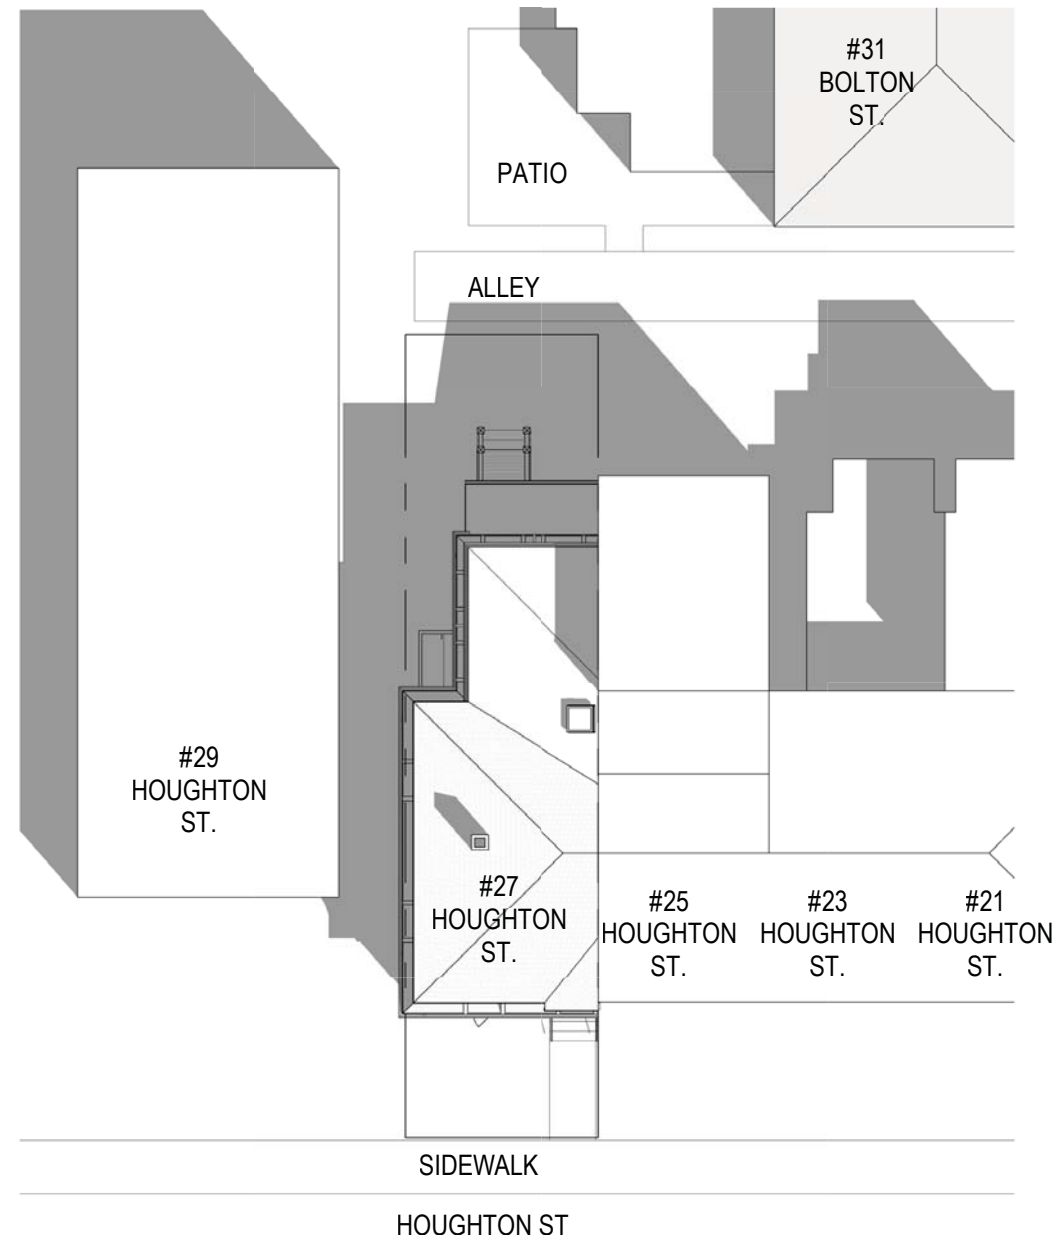 #31
BOLTON
ST.
PATIO
ALLEY
#29
HOUGHTON
ST.
#27
HOUGHTON
ST.
#25
HOUGHTON
ST.
#23
HOUGHTON
ST.
#21
HOUGHTON
ST.
SIDEWALK
HOUGHTON ST